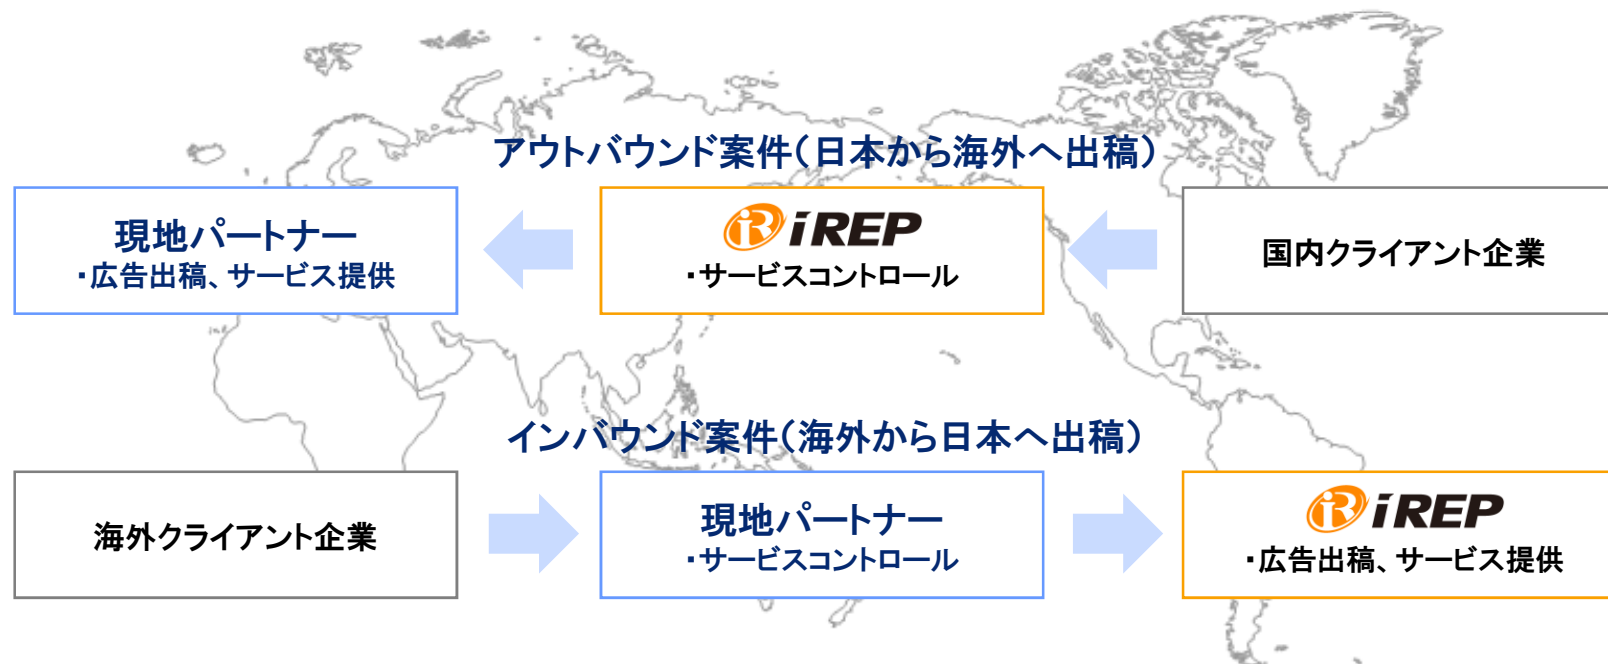 アウトバウンド案件(日本から海外へ出稿)
現地パートナー
・広告出稿、サービス提供
iREP
・サービスコントロール
国内クライアント企業
インバウンド案件(海外から日本へ出稿)
海外クライアント企業
現地パートナー
・サービスコントロール
iREP
・広告出稿、サービス提供